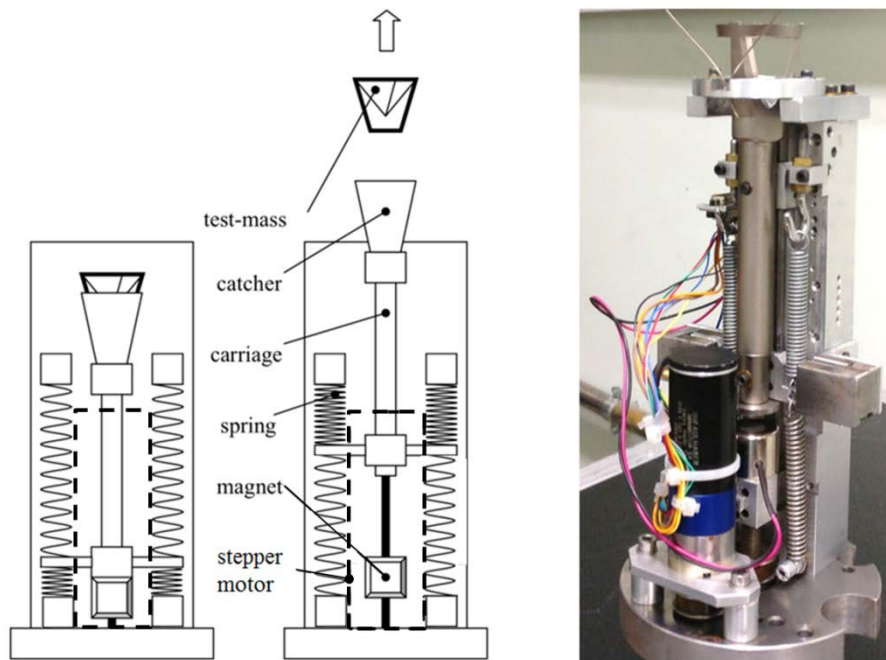 test-mass
catcher
carriage
spring
magnet
stepper
motor